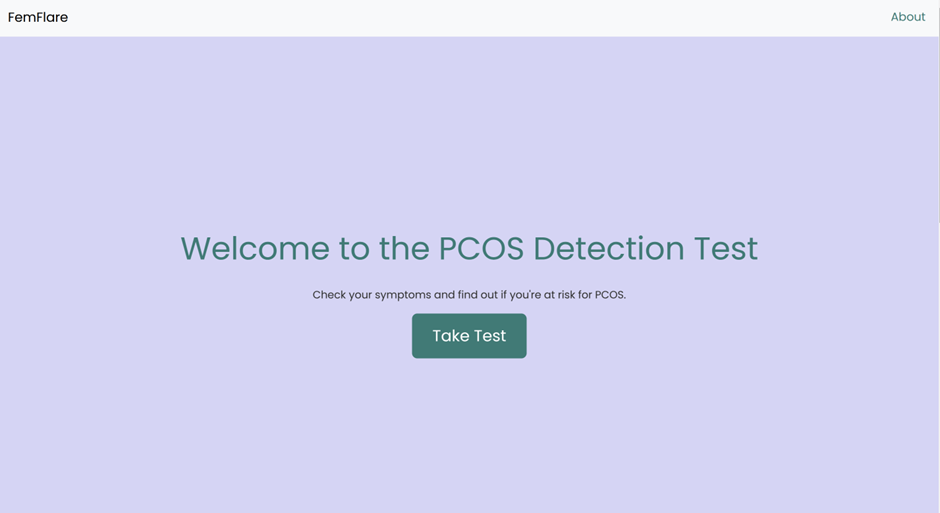 FemFlare
About
Welcome to the PCOS Detection Test
Check your symptoms and find out if you're at risk for PCOS.
Take Test